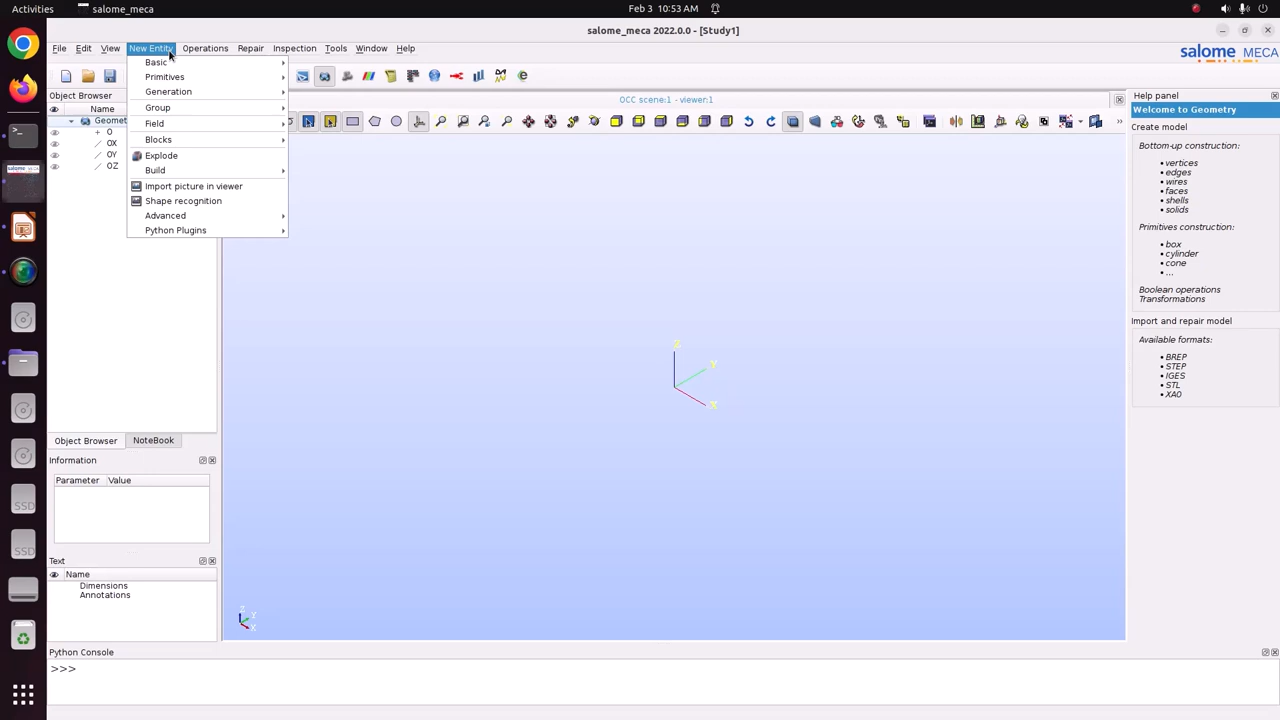 Activities
salome_meca
Feb 3 10:53 AM
salome_meca 2022.0.0 - [Study1]
File Edit View New Entity Operations Repair Inspection Tools Window Help
salome MECA
Basic
Primitives
Generation
Group
Field
Blocks
Explode
Build
Import picture in viewer
Shape recognition
Advanced
Python Plugins
Object Browser
Name
Geomet
O
OX
OY
OZ
Object Browser NoteBook
Information
Parameter Value
Text
Name
Dimensions
Annotations
OCC scene:1 - viewer:1
Z
Y
X
Z
Y
X
Help panel
Welcome to Geometry
Create model
Bottom-up construction:
• vertices
• edges
• wires
• faces
• shells
• solids
Primitives construction:
• box
• cylinder
• cone
• ...
Boolean operations
Transformations
Import and repair model
Available formats:
• BREP
• STEP
• IGES
• STL
• XAO
Python Console
>>>
SSD
SSD